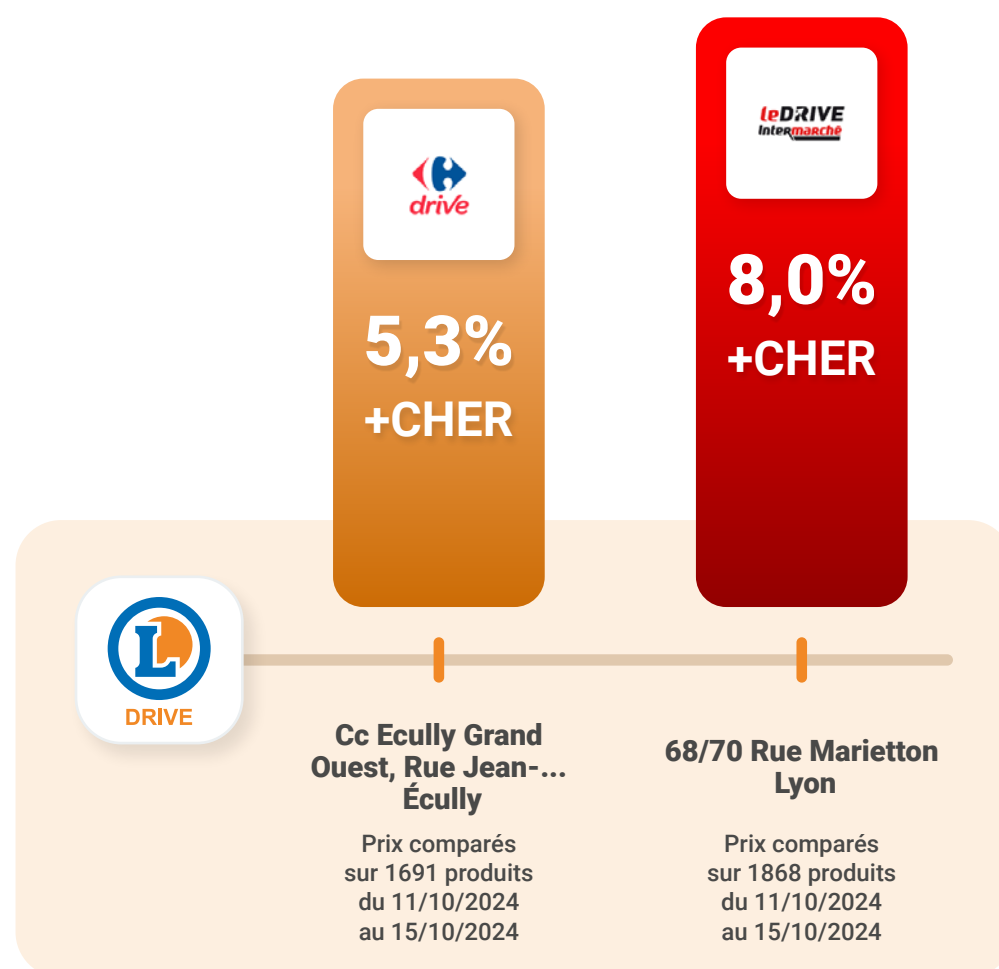 drive
5,3%
+CHER
leDRIVE
Intermarché
8,0%
+CHER
L
DRIVE
Cc Ecully Grand
Ouest, Rue Jean-...
Écully
Prix comparés
sur 1691 produits
du 11/10/2024
au 15/10/2024
68/70 Rue Marietton
Lyon
Prix comparés
sur 1868 produits
du 11/10/2024
au 15/10/2024